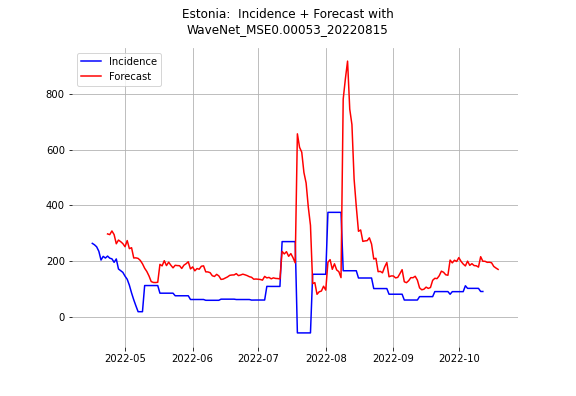 Estonia:  Incidence + Forecast with
WaveNet_MSE0.00053_20220815
Incidence
Forecast
800
600
400
200
0
2022-05
2022-06
2022-07
2022-08
2022-09
2022-10